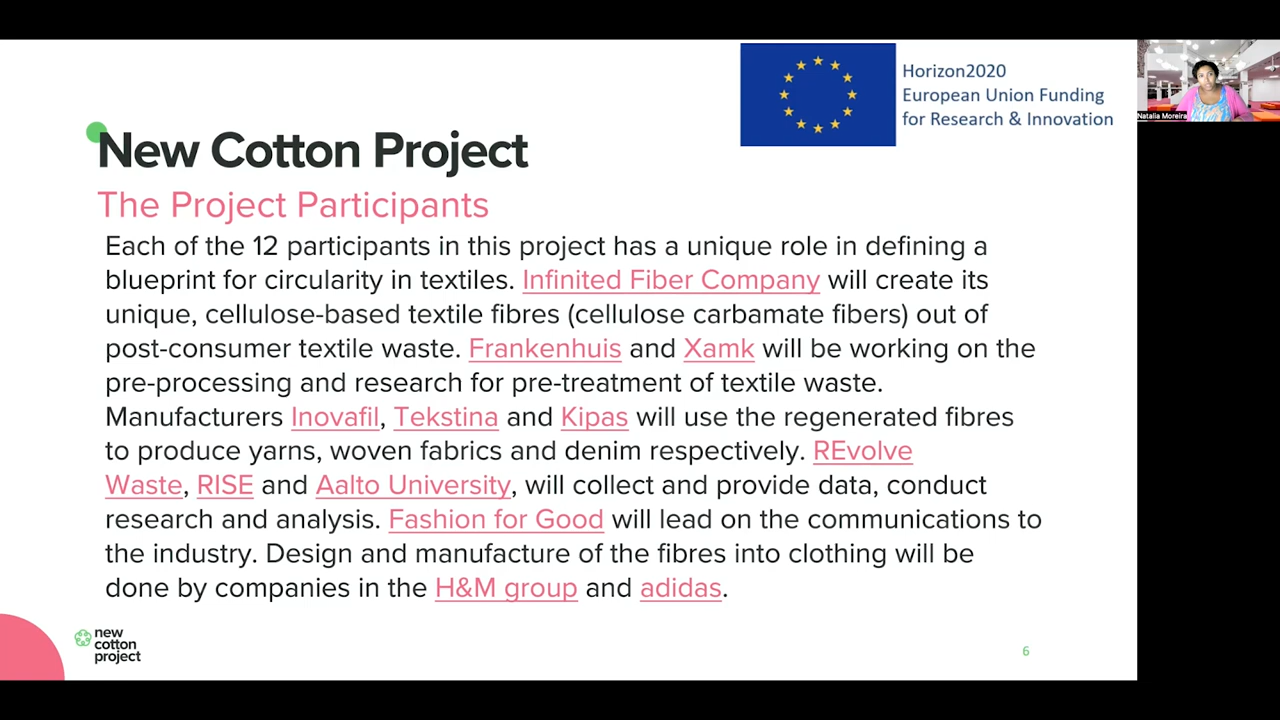 Horizon2020
European Union Funding
for Research & Innovation
Natalia Moreira
New Cotton Project
The Project Participants
Each of the 12 participants in this project has a unique role in defining a
blueprint for circularity in textiles. Infinited Fiber Company will create its
unique, cellulose-based textile fibres (cellulose carbamate fibers) out of
post-consumer textile waste. Frankenhuis and Xamk will be working on the
pre-processing and research for pre-treatment of textile waste.
Manufacturers Inovafil, Tekstina and Kipas will use the regenerated fibres
to produce yarns, woven fabrics and denim respectively. REvolve
Waste, RISE and Aalto University, will collect and provide data, conduct
research and analysis. Fashion for Good will lead on the communications to
the industry. Design and manufacture of the fibres into clothing will be
done by companies in the H&M group and adidas.
new
cotton
project
6